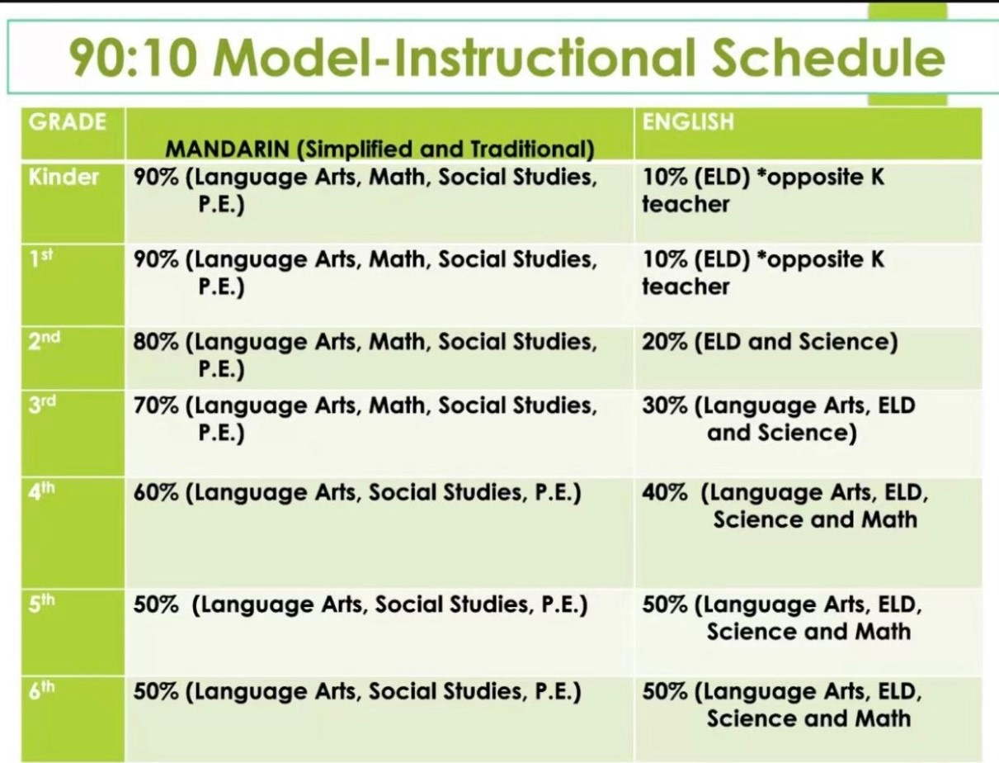 90:10 Model-Instructional Schedule
GRADE
MANDARIN (Simplified and Traditional)
ENGLISH
Kinder
90% (Language Arts, Math, Social Studies,
P.E.)
10% (ELD) *opposite K
teacher
1st
90% (Language Arts, Math, Social Studies,
P.E.)
10% (ELD) *opposite K
teacher
2nd
80% (Language Arts, Math, Social Studies,
P.E.)
20% (ELD and Science)
3rd
70% (Language Arts, Math, Social Studies,
P.E.)
30% (Language Arts, ELD
and Science)
4th
60% (Language Arts, Social Studies, P.E.)
40% (Language Arts, ELD,
Science and Math
5th
50% (Language Arts, Social Studies, P.E.)
50% (Language Arts, ELD,
Science and Math
6th
50% (Language Arts, Social Studies, P.E.)
50% (Language Arts, ELD,
Science and Math